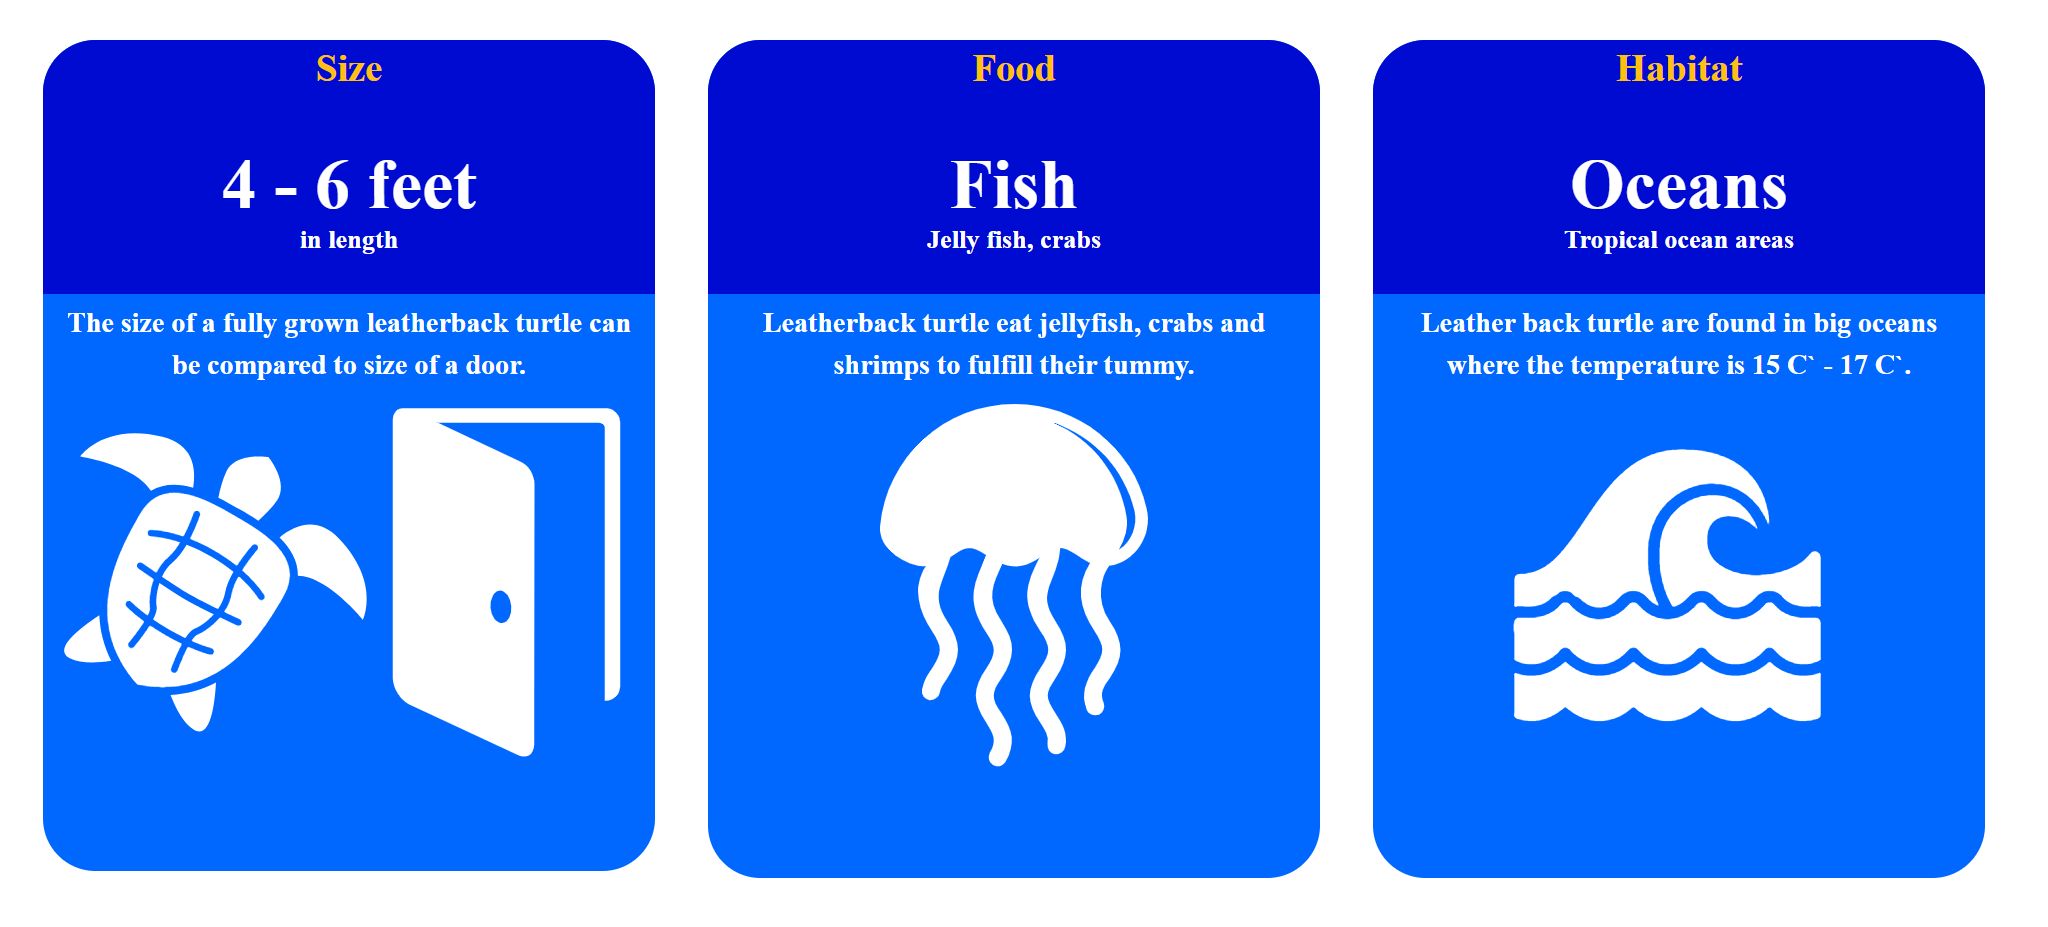 Size
4 - 6 feet
in length
The size of a fully grown leatherback turtle can
be compared to size of a door.
Food
Fish
Jelly fish, crabs
Leatherback turtle eat jellyfish, crabs and
shrimps to fulfill their tummy.
Habitat
Oceans
Tropical ocean areas
Leather back turtle are found in big oceans
where the temperature is 15 C` - 17 C`.